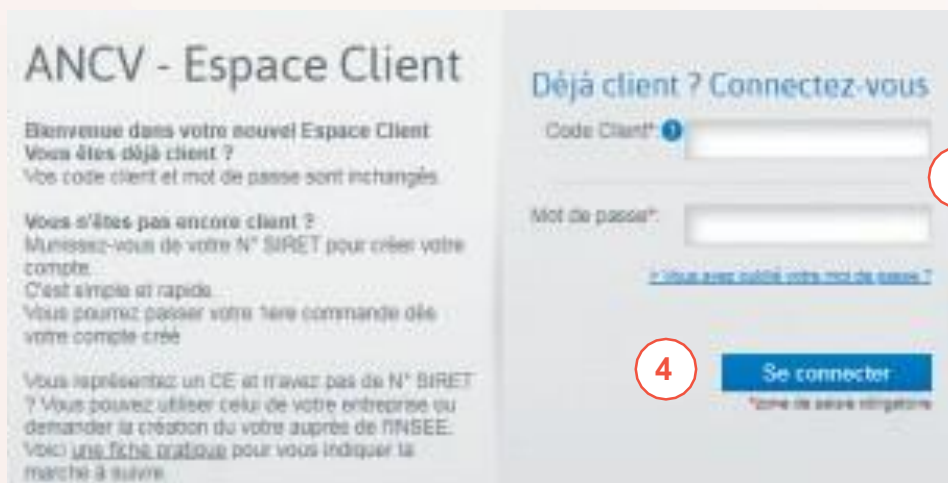 ANCV - Espace Client
Bienvenue dans votre nouvel Espace Client
Vous êtes déjà client ?
Vos code client et mot de passe sont inchangés.
Vous n'êtes pas encore client ?
Munissez-vous de votre N° SIRET pour créer votre
compte.
C'est simple et rapide.
Vous pourrez passer votre 1ere commande dès
votre compte créé
Vous représentez un CE et n'avez pas de N° SIRET
? Vous pouvez utiliser celui de votre entreprise ou
demander la création du votre auprès de l'INSEE.
Voici une fiche pratique pour vous indiquer la
marche à suivre
Déjà client ? Connectez-vous
Code Client* ?
Mot de passe*:
> Vous avez oublié votre mot de passe ?
4
Se connecter
*zone de saisie obligatoire